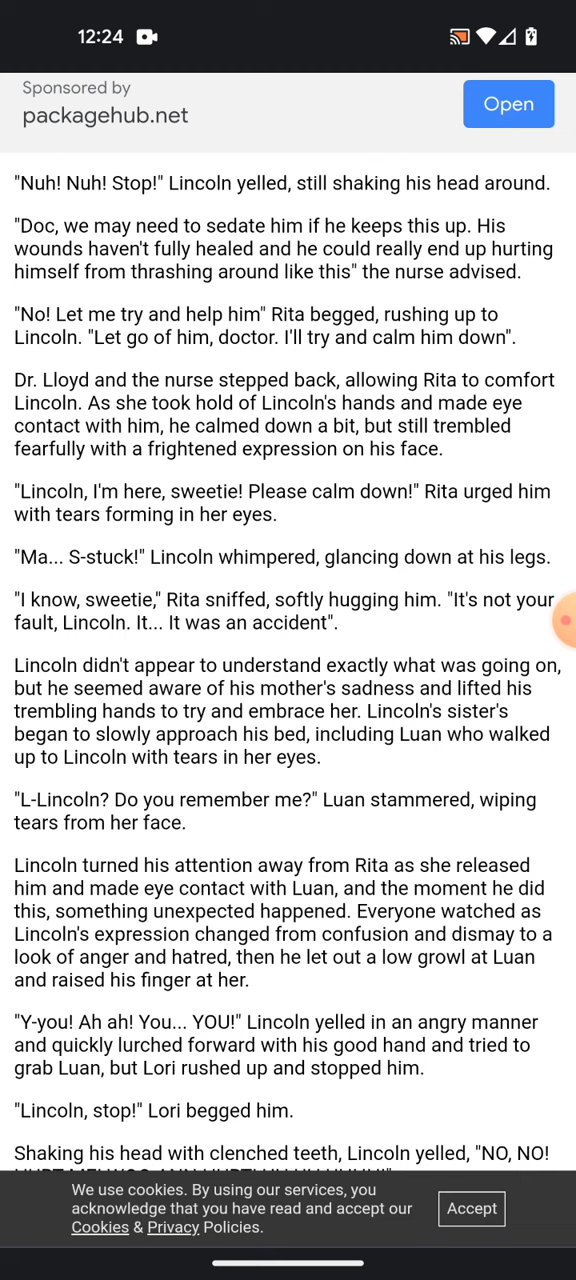 12:24
Sponsored by
packagehub.net
Open
"Nuh! Nuh! Stop!" Lincoln yelled, still shaking his head around.
"Doc, we may need to sedate him if he keeps this up. His
wounds haven't fully healed and he could really end up hurting
himself from thrashing around like this" the nurse advised.
"No! Let me try and help him" Rita begged, rushing up to
Lincoln. "Let go of him, doctor. I'll try and calm him down".
Dr. Lloyd and the nurse stepped back, allowing Rita to comfort
Lincoln. As she took hold of Lincoln's hands and made eye
contact with him, he calmed down a bit, but still trembled
fearfully with a frightened expression on his face.
"Lincoln, I'm here, sweetie! Please calm down!" Rita urged him
with tears forming in her eyes.
"Ma... S-stuck!" Lincoln whimpered, glancing down at his legs.
"I know, sweetie," Rita sniffed, softly hugging him. "It's not your
fault, Lincoln. It... It was an accident".
Lincoln didn't appear to understand exactly what was going on,
but he seemed aware of his mother's sadness and lifted his
trembling hands to try and embrace her. Lincoln's sister's
began to slowly approach his bed, including Luan who walked
up to Lincoln with tears in her eyes.
"L-Lincoln? Do you remember me?" Luan stammered, wiping
tears from her face.
Lincoln turned his attention away from Rita as she released
him and made eye contact with Luan, and the moment he did
this, something unexpected happened. Everyone watched as
Lincoln's expression changed from confusion and dismay to a
look of anger and hatred, then he let out a low growl at Luan
and raised his finger at her.
"Y-you! Ah ah! You... YOU!" Lincoln yelled in an angry manner
and quickly lurched forward with his good hand and tried to
grab Luan, but Lori rushed up and stopped him.
"Lincoln, stop!" Lori begged him.
Shaking his head with clenched teeth, Lincoln yelled, "NO, NO!
We use cookies. By using our services, you
acknowledge that you have read and accept our
Cookies & Privacy Policies.
Accept